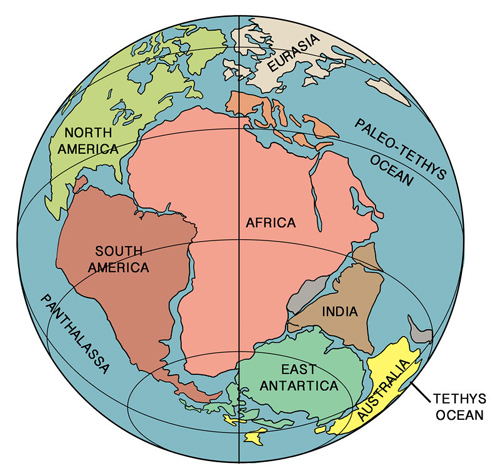 EURASIA
NORTH
AMERICA
PALEO-TETHYS
OCEAN
AFRICA
SOUTH
AMERICA
INDIA
PANTHALASSA
EAST
ANTARTICA
AUSTRALIA
TETHYS
OCEAN